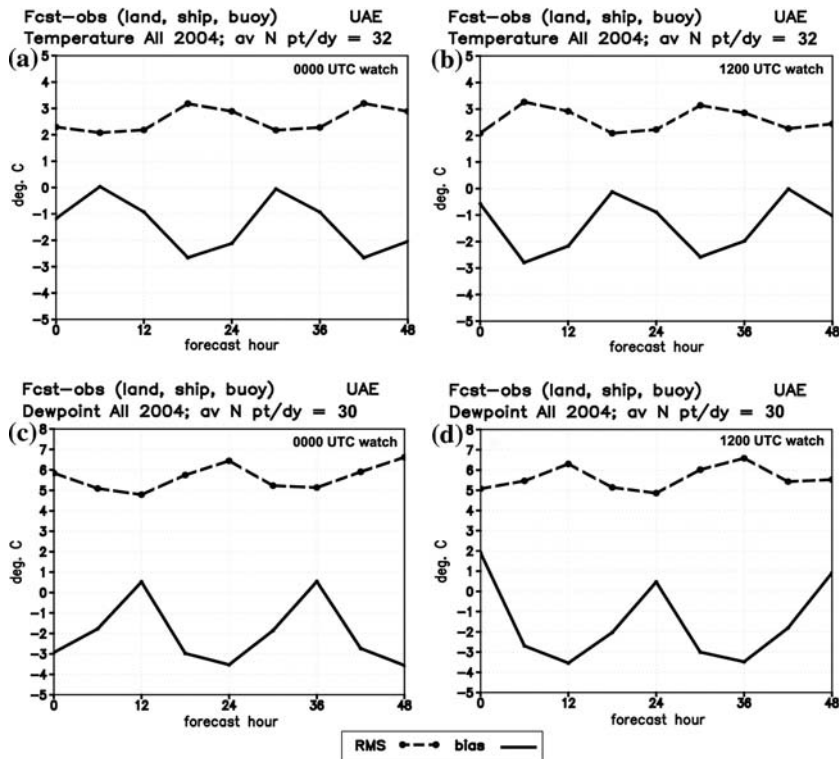 Fcst-obs (land, ship, buoy) UAE
Temperature All 2004; av N pt/dy = 32
(a)
0000 UTC watch
5
4
3
2
1
0
-1
-2
-3
-4
-5
deg. C
0 12 24 36 48
forecast hour
Fcst-obs (land, ship, buoy) UAE
Temperature All 2004; av N pt/dy = 32
(b)
1200 UTC watch
5
4
3
2
1
0
-1
-2
-3
-4
-5
deg. C
0 12 24 36 48
forecast hour
Fcst-obs (land, ship, buoy) UAE
Dewpoint All 2004; av N pt/dy = 30
(c)
0000 UTC watch
8
7
6
5
4
3
2
1
0
-1
-2
-3
-4
-5
deg. C
0 12 24 36 48
forecast hour
Fcst-obs (land, ship, buoy) UAE
Dewpoint All 2004; av N pt/dy = 30
(d)
1200 UTC watch
8
7
6
5
4
3
2
1
0
-1
-2
-3
-4
-5
deg. C
0 12 24 36 48
forecast hour
RMS bias